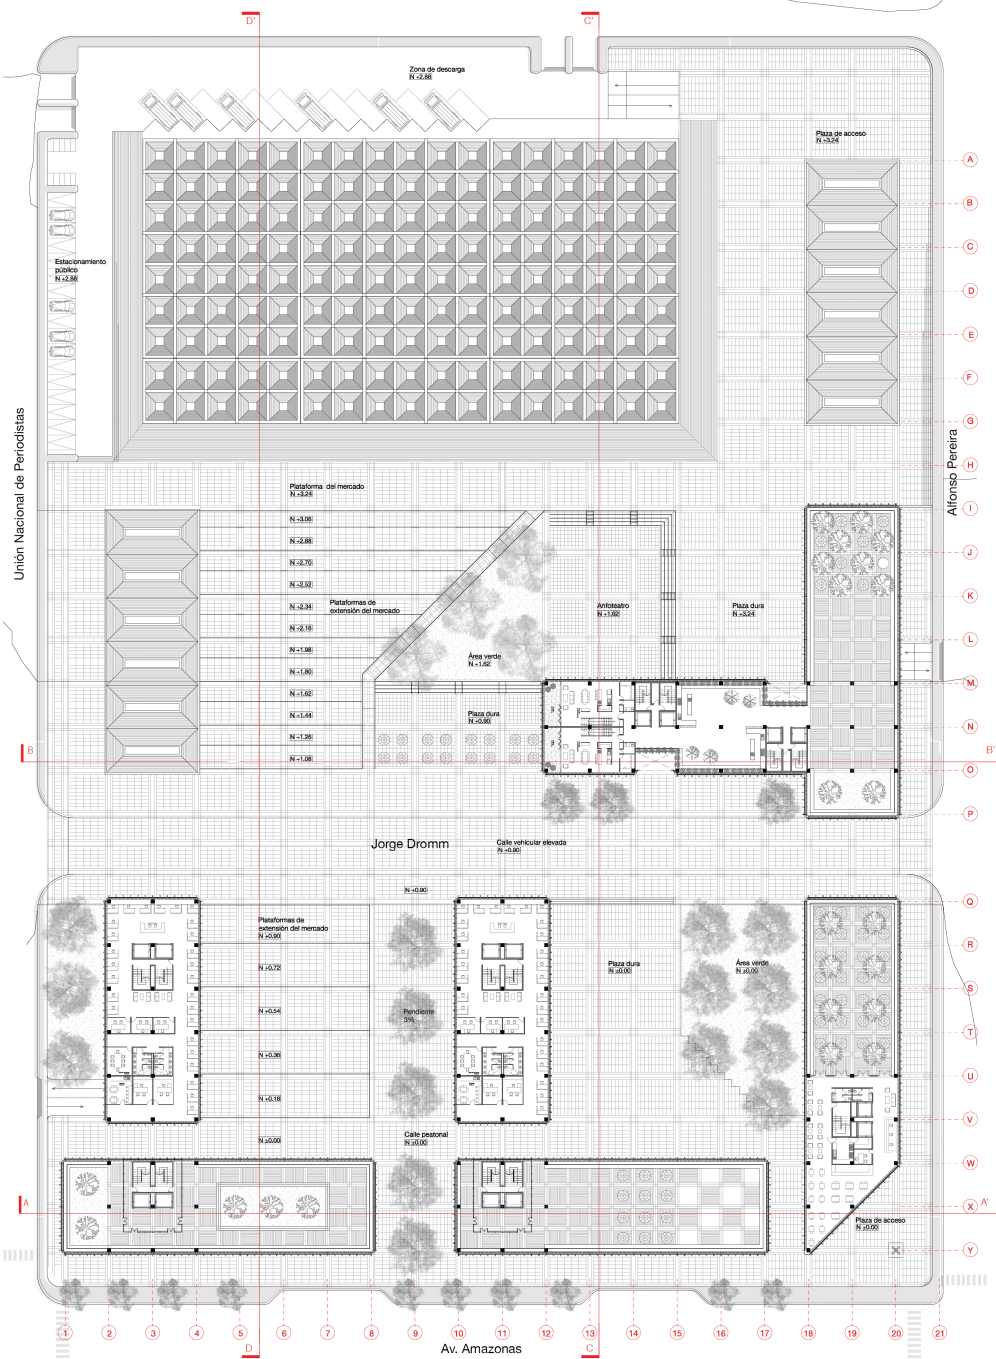 D'
C'
Zona de descarga
N +2.88
Plaza de acceso
N +3.24
A
B
C
D
E
F
G
H
I
J
K
L
M
N
O
P
Q
R
S
T
U
V
W
X
Y
Estacionamiento
público
N +2.88
Unión Nacional de Periodistas
Alfonso Pereira
Plataforma del mercado
N +3.24
N +3.06
N +2.88
N +2.70
N +2.52
N +2.34
N +2.16
N +1.98
N +1.80
N +1.62
N +1.44
N +1.26
N +1.08
Plataformas de
extensión del mercado
Anfoteatro
N +1.62
Plaza dura
N +3.24
Área verde
N +1.62
Plaza dura
N +0.90
B
B'
Jorge Dromm
Calle vehicular elevada
N +0.90
N +0.90
Plataformas de
extensión del mercado
N +0.90
N +0.72
N +0.54
N +0.36
N +0.18
N ±0.00
Pendiente
3%
Plaza dura
N ±0.00
Área verde
N ±0.00
Calle peatonal
N ±0.00
A
A'
Plaza de acceso
N ±0.00
1
2
3
4
5
6
7
8
9
10
11
12
13
14
15
16
17
18
19
20
21
D
C
Av. Amazonas